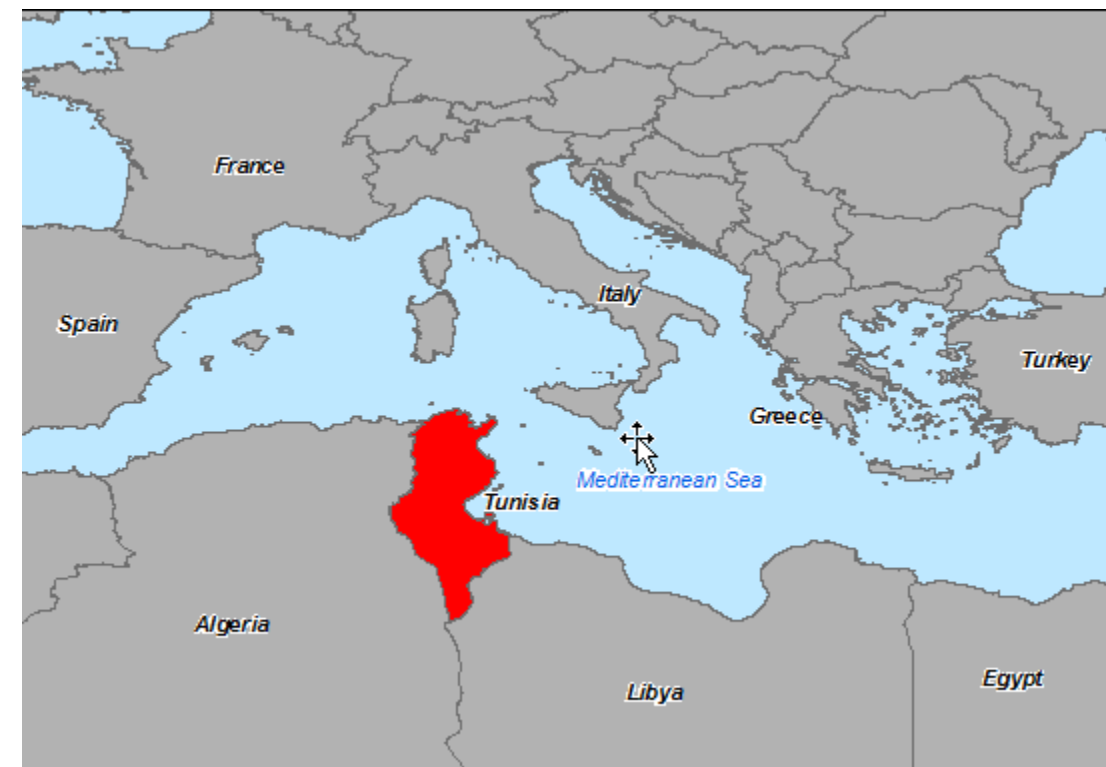 France
Italy
Spain
Turkey
Greece
Mediterranean Sea
Tunisia
Algeria
Egypt
Libya